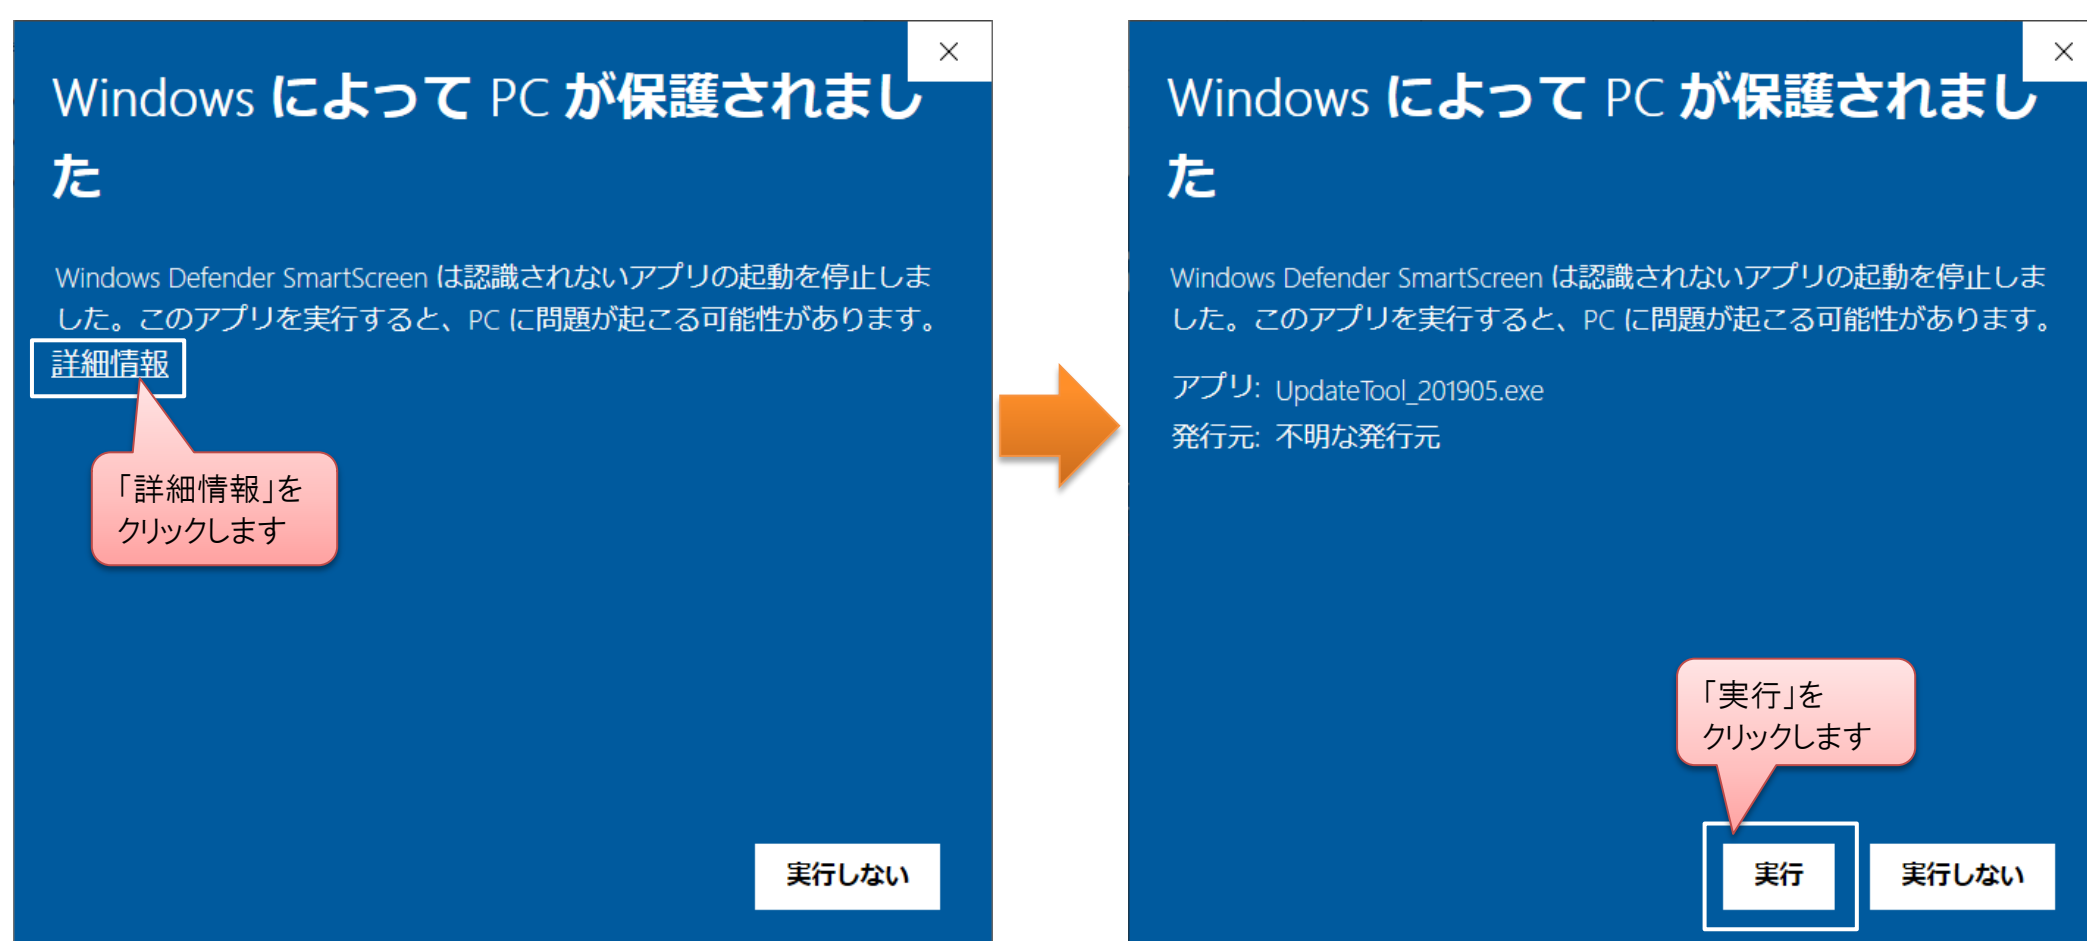 Windows によって PC が保護されまし
た
Windows Defender SmartScreen は認識されないアプリの起動を停止しま
した。このアプリを実行すると、PC に問題が起こる可能性があります。
詳細情報
「詳細情報」を
クリックします
実行しない
Windows によって PC が保護されまし
た
Windows Defender SmartScreen は認識されないアプリの起動を停止しま
した。このアプリを実行すると、PC に問題が起こる可能性があります。
アプリ: UpdateTool_201905.exe
発行元: 不明な発行元
「実行」を
クリックします
実行
実行しない